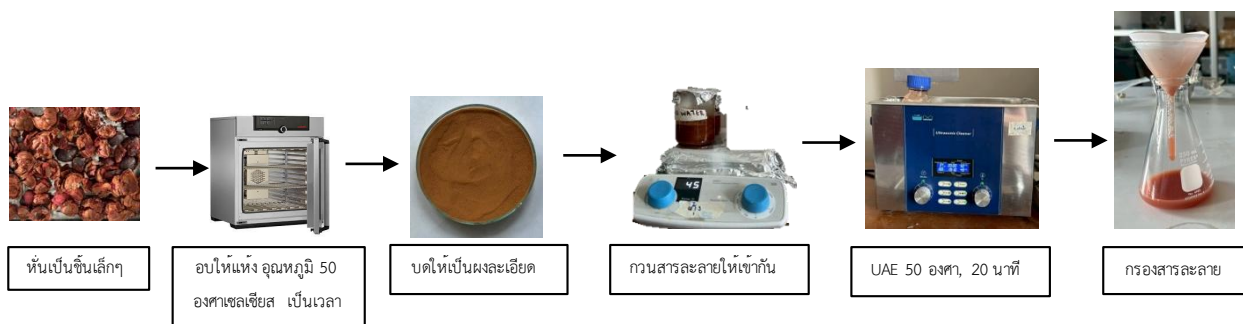 WATER
45
Ultrasonic Cleaner
หั่นเป็นชิ้นเล็กๆ
อบให้แห้ง อุณหภูมิ 50
องศาเซลเซียส เป็นเวลา
บดให้เป็นผงละเอียด
กวนสารละลายให้เข้ากัน
UAE 50 องศา, 20 นาที
กรองสารละลาย